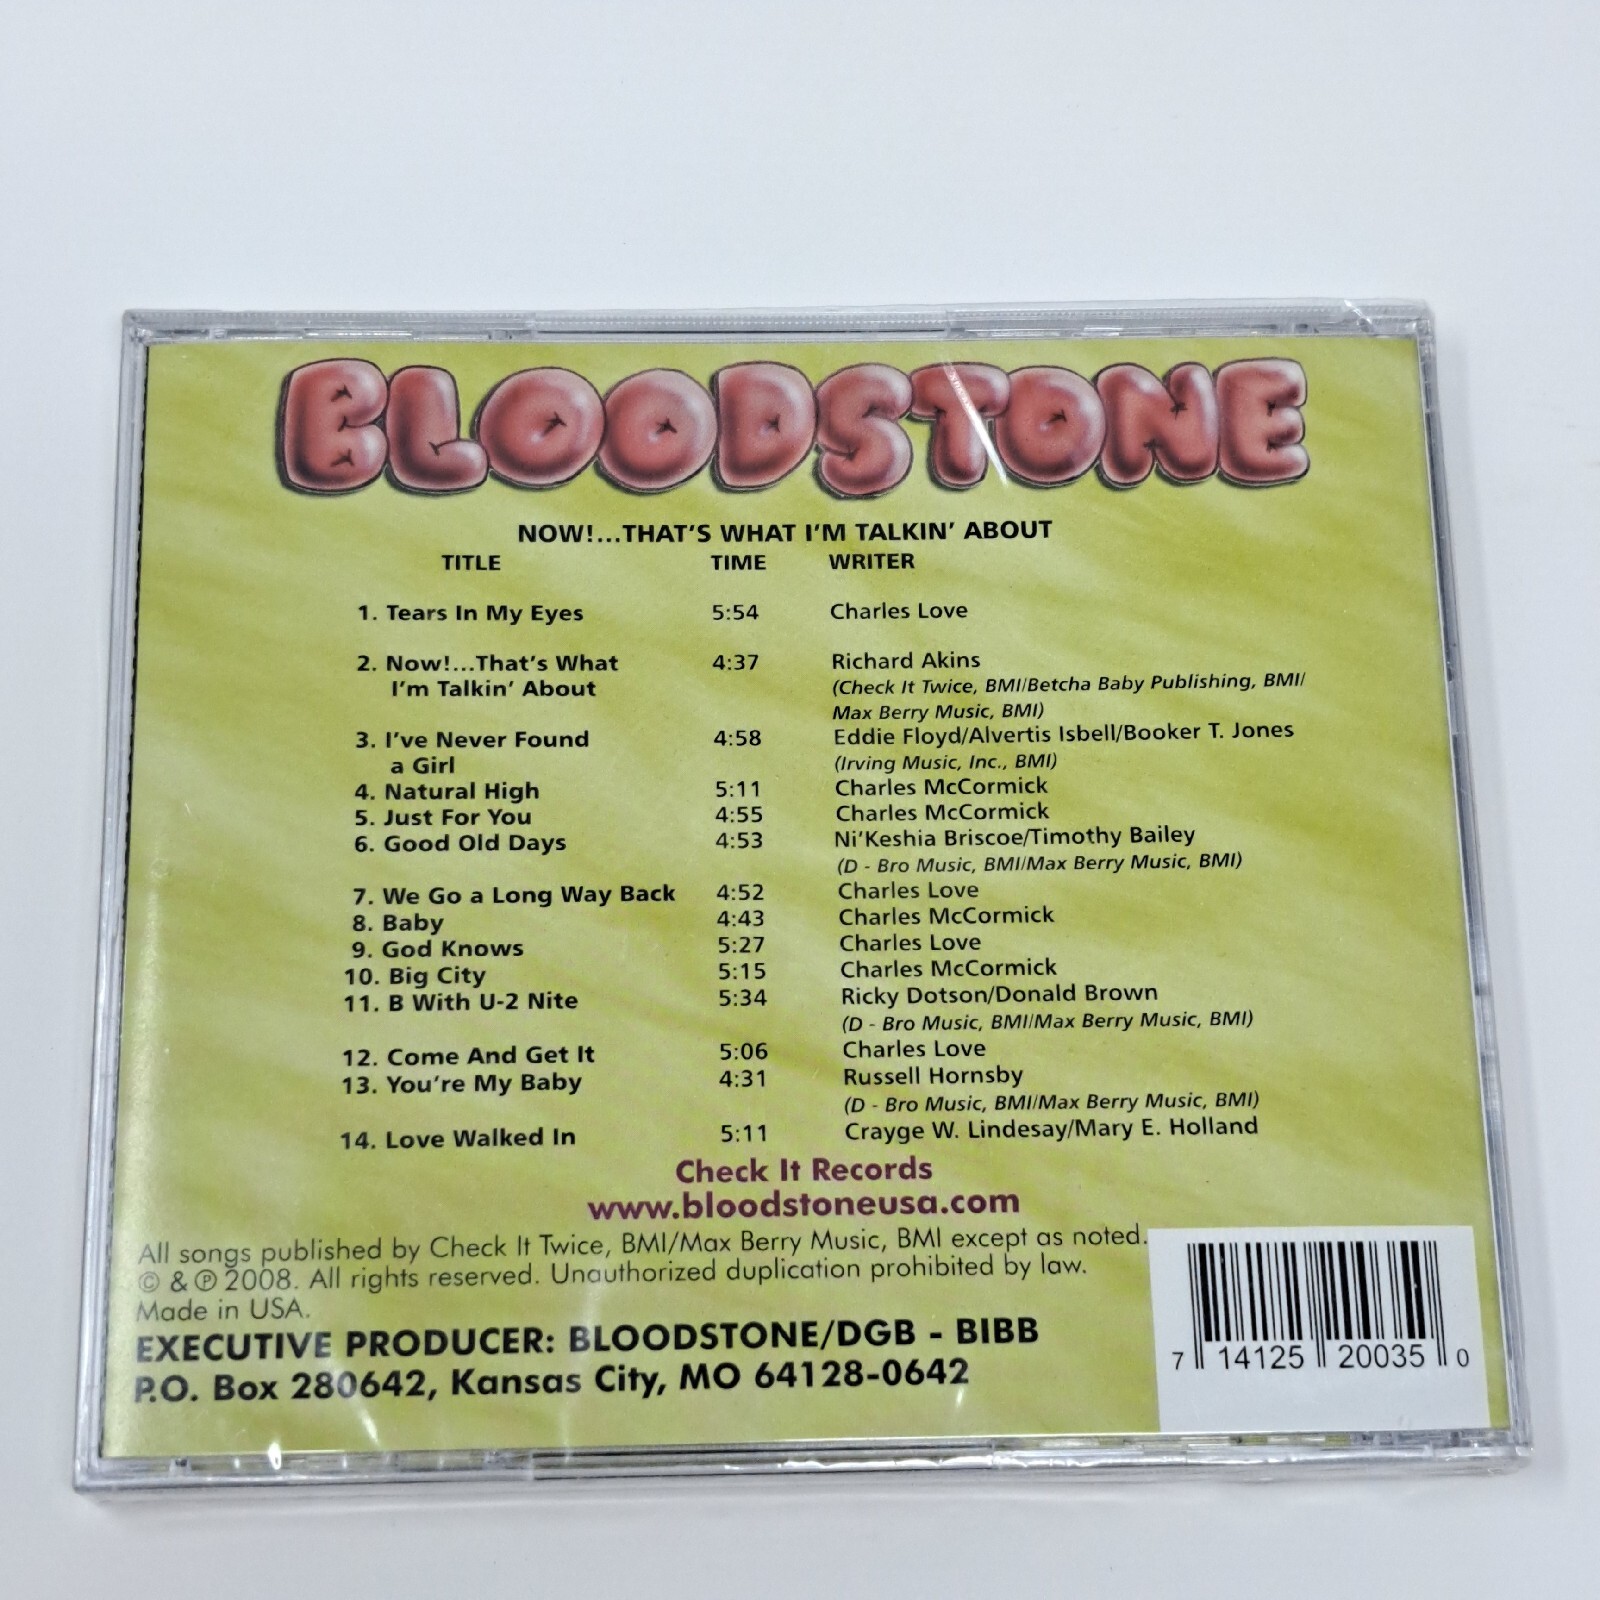 BLOODSTONE
NOW!...THAT'S WHAT I'M TALKIN' ABOUT
TITLE TIME WRITER
1. Tears In My Eyes 5:54 Charles Love
2. Now!...That's What 4:37 Richard Akins
I'm Talkin' About (Check It Twice, BMI/Betcha Baby Publishing, BMI/
Max Berry Music, BMI)
3. I've Never Found 4:58 Eddie Floyd/Alvertis Isbell/Booker T. Jones
a Girl (Irving Music, Inc., BMI)
4. Natural High 5:11 Charles McCormick
5. Just For You 4:55 Charles McCormick
6. Good Old Days 4:53 Ni'Keshia Briscoe/Timothy Bailey
(D - Bro Music, BMI/Max Berry Music, BMI)
7. We Go a Long Way Back 4:52 Charles Love
8. Baby 4:43 Charles McCormick
9. God Knows 5:27 Charles Love
10. Big City 5:15 Charles McCormick
11. B With U-2 Nite 5:34 Ricky Dotson/Donald Brown
(D - Bro Music, BMI/Max Berry Music, BMI)
12. Come And Get It 5:06 Charles Love
13. You're My Baby 4:31 Russell Hornsby
(D - Bro Music, BMI/Max Berry Music, BMI)
14. Love Walked In 5:11 Crayge W. Lindesay/Mary E. Holland
Check It Records
www.bloodstoneusa.com
All songs published by Check It Twice, BMI/Max Berry Music, BMI except as noted.
© & ℗ 2008. All rights reserved. Unauthorized duplication prohibited by law.
Made in USA.
EXECUTIVE PRODUCER: BLOODSTONE/DGB - BIBB
P.O. Box 280642, Kansas City, MO 64128-0642
7 14125 20035 0